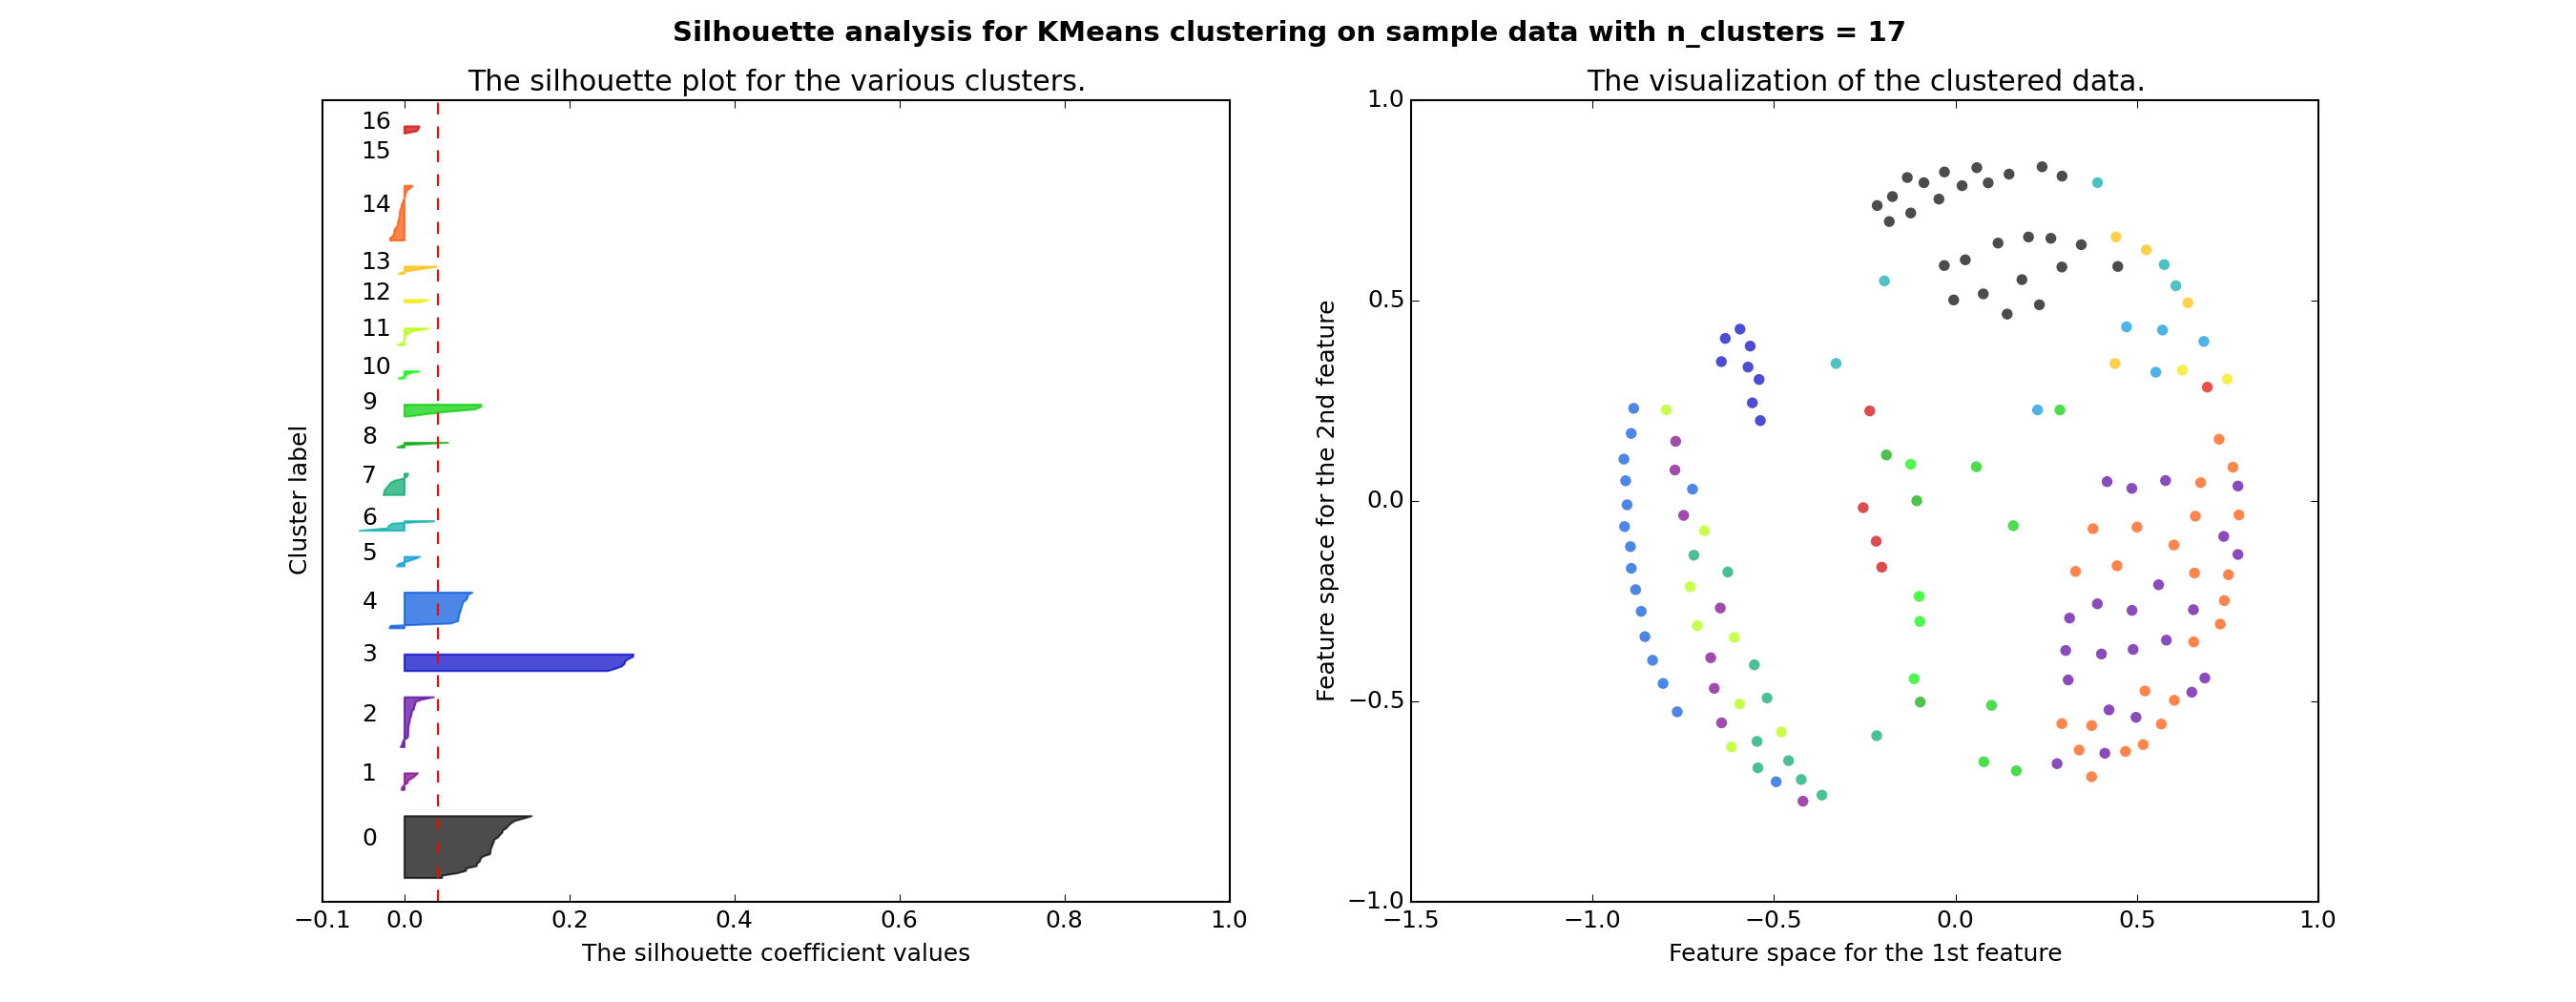 Silhouette analysis for KMeans clustering on sample data with n_clusters = 17
The silhouette plot for the various clusters.
16
15
14
13
12
11
10
9
8
7
6
5
4
3
2
1
0
Cluster label
−0.1 0.0 0.2 0.4 0.6 0.8 1.0
The silhouette coefficient values
The visualization of the clustered data.
1.0
0.5
0.0
−0.5
−1.0
Feature space for the 2nd feature
−1.5 −1.0 −0.5 0.0 0.5 1.0
Feature space for the 1st feature